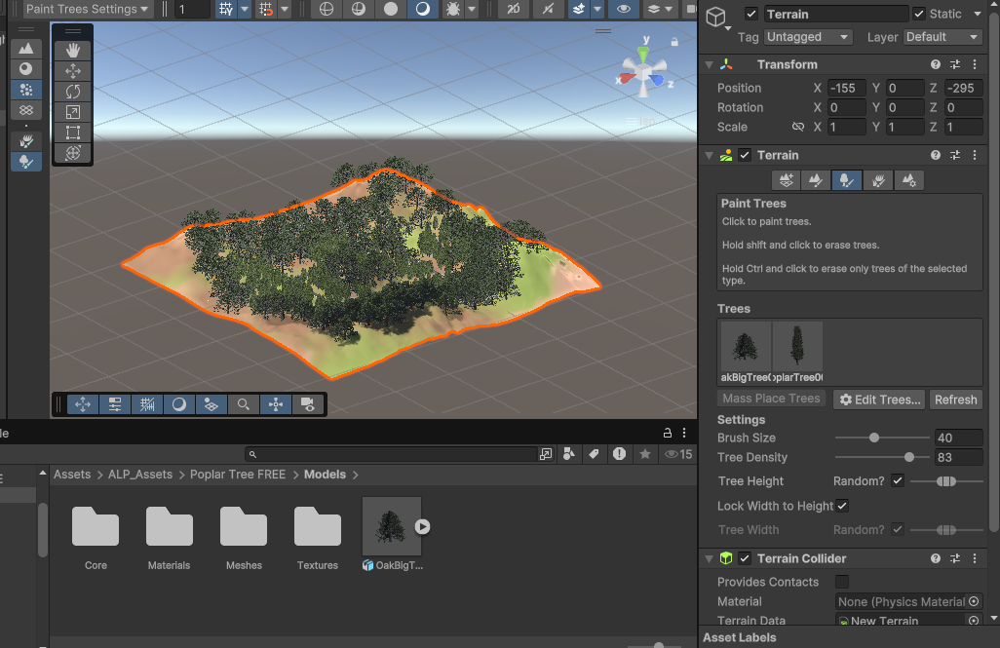 Paint Trees Settings
1
2D
y
x
z
Iso
Terrain
Static
Tag Untagged Layer Default
Transform
Position X -155 Y 0 Z -295
Rotation X 0 Y 0 Z 0
Scale X 1 Y 1 Z 1
Terrain
Paint Trees
Click to paint trees.
Hold shift and click to erase trees.
Hold Ctrl and click to erase only trees of the selected
type.
Trees
akBigTree
plarTree0
Mass Place Trees Edit Trees... Refresh
Settings
Brush Size 40
Tree Density 83
Tree Height Random?
Lock Width to Height
Tree Width Random?
Terrain Collider
Provides Contacts
Material None (Physics Material
Terrain Data New Terrain
Asset Labels
le
15
E
Assets > ALP_Assets > Poplar Tree FREE > Models >
Core
Materials
Meshes
Textures
OakBigT...